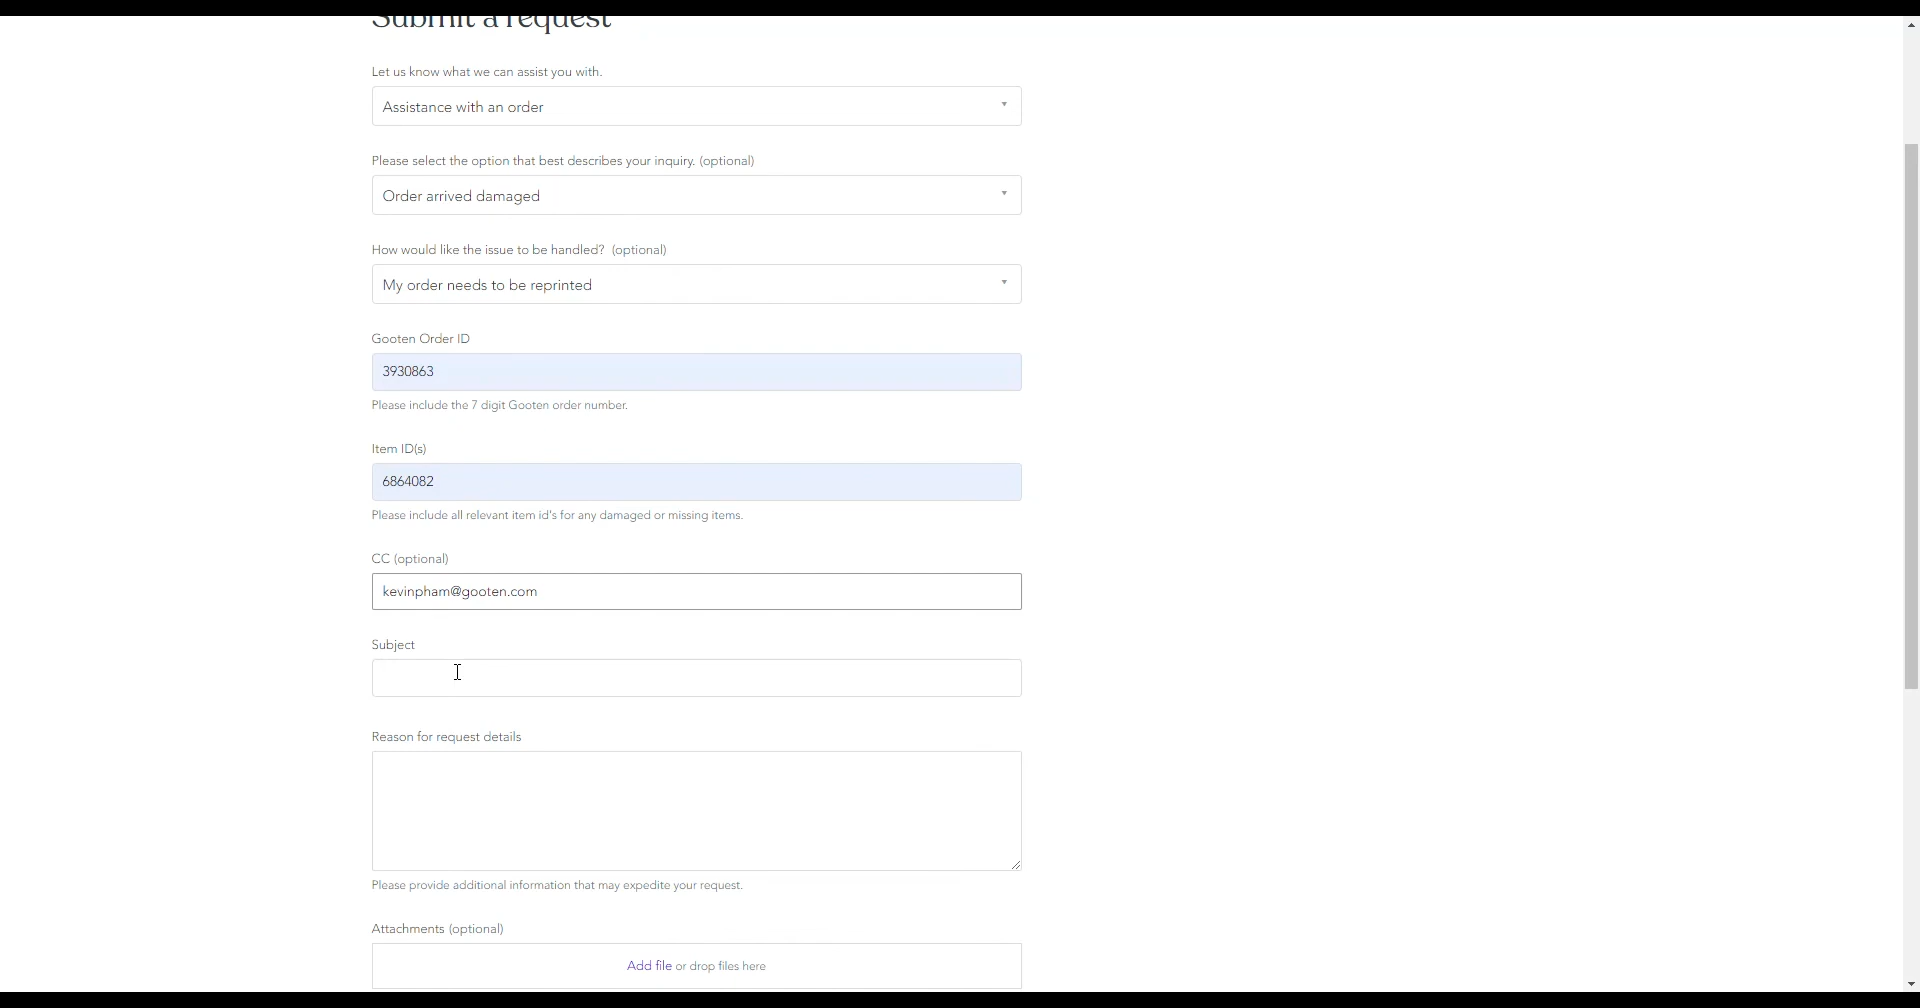 Submit a request
Let us know what we can assist you with.
Assistance with an order
Please select the option that best describes your inquiry. (optional)
Order arrived damaged
How would like the issue to be handled? (optional)
My order needs to be reprinted
Gooten Order ID
3930863
Please include the 7 digit Gooten order number.
Item ID(s)
6864082
Please include all relevant item id's for any damaged or missing items.
CC (optional)
kevinpham@gooten.com
Subject
Reason for request details
Please provide additional information that may expedite your request.
Attachments (optional)
Add file or drop files here